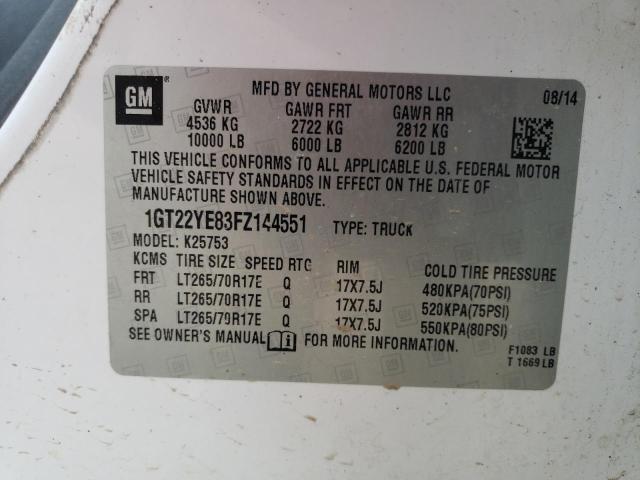 GM
MFD BY GENERAL MOTORS LLC 08/14
GVWR GAWR FRT GAWR RR
4536 KG 2722 KG 2812 KG
10000 LB 6000 LB 6200 LB
THIS VEHICLE CONFORMS TO ALL APPLICABLE U.S. FEDERAL MOTOR
VEHICLE SAFETY STANDARDS IN EFFECT ON THE DATE OF
MANUFACTURE SHOWN ABOVE.
1GT22YE83FZ144551 TYPE: TRUCK
MODEL: K25753
KCMS TIRE SIZE SPEED RTG RIM COLD TIRE PRESSURE
FRT LT265/70R17E Q 17X7.5J 480KPA(70PSI)
RR LT265/70R17E Q 17X7.5J 520KPA(75PSI)
SPA LT265/70R17E Q 17X7.5J 550KPA(80PSI)
SEE OWNER'S MANUAL i FOR MORE INFORMATION.
F1083 LB
T 1669 LB